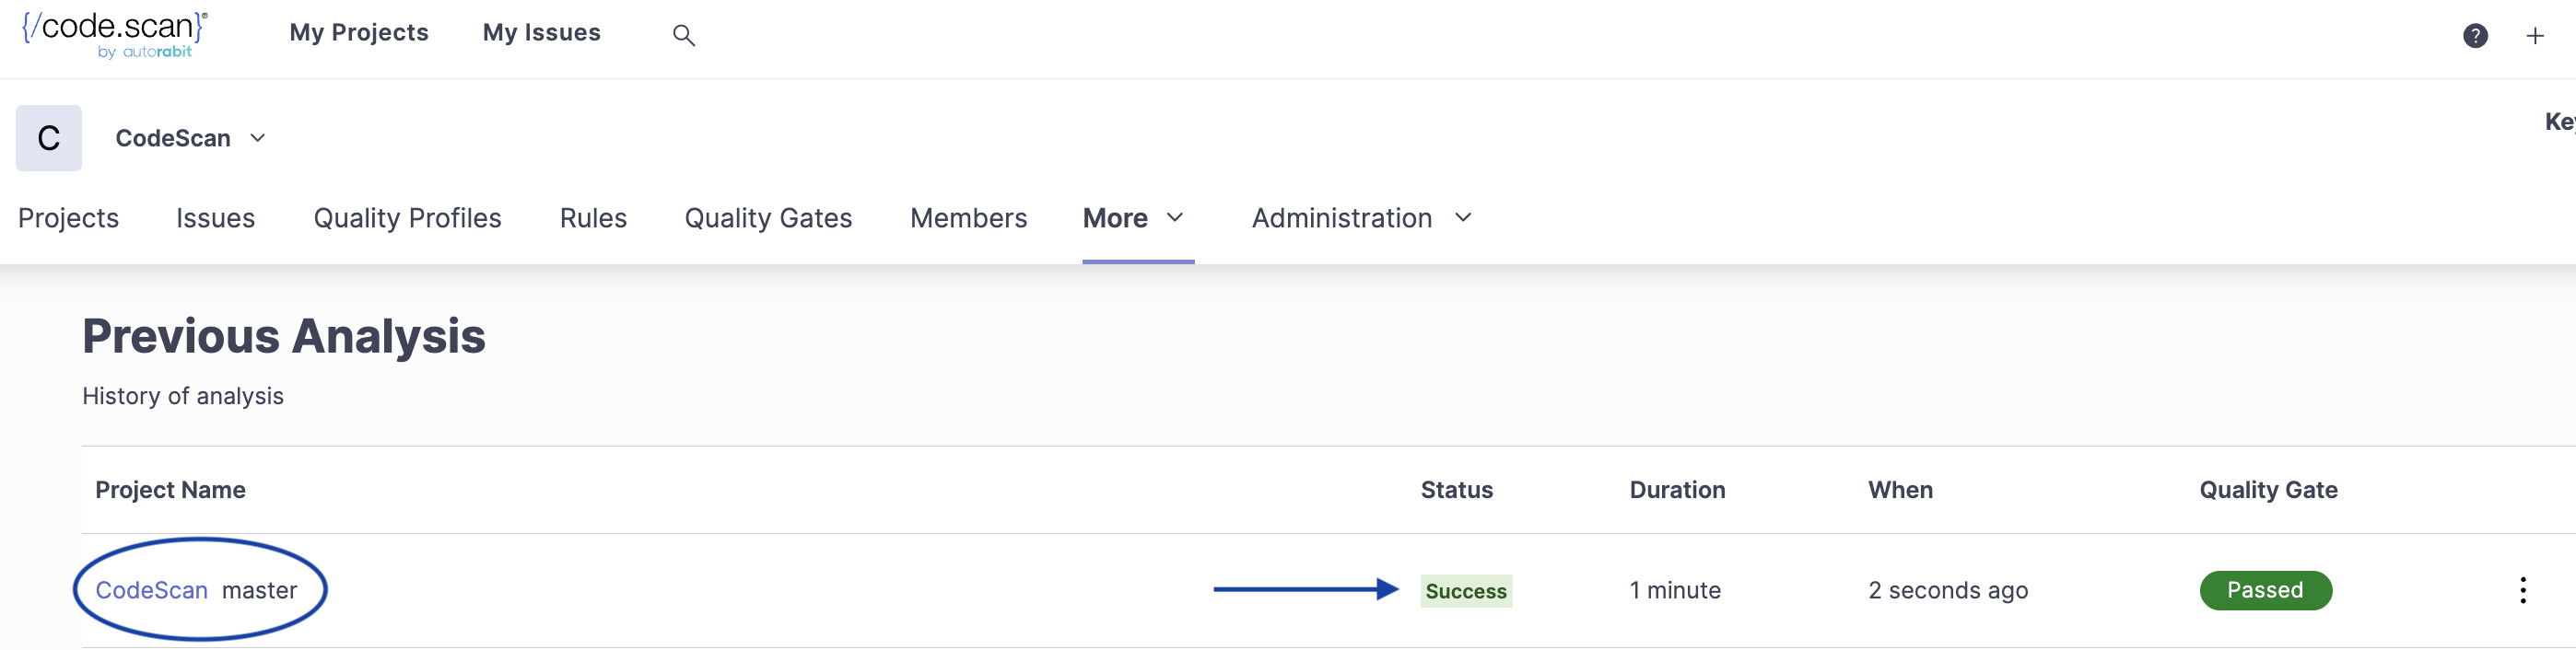 {/code.scan}®
by autorabit
My Projects My Issues
?
C CodeScan
Projects Issues Quality Profiles Rules Quality Gates Members More Administration
Previous Analysis
History of analysis
Project Name Status Duration When Quality Gate
CodeScan master Success 1 minute 2 seconds ago Passed